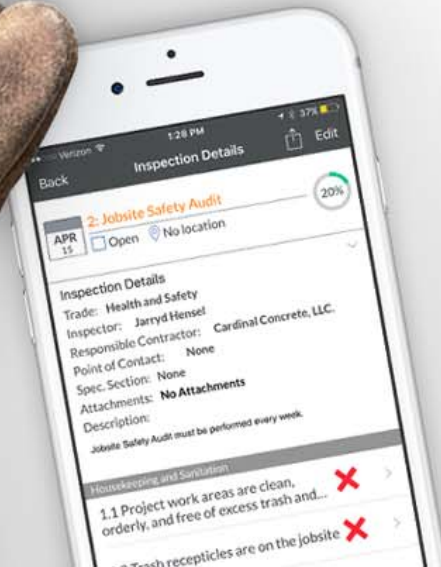 Verizon
1:28 PM
37%
Back
Inspection Details
Edit
APR
15
2: Jobsite Safety Audit
Open
No location
20%
Inspection Details
Trade: Health and Safety
Inspector: Jarryd Hensel
Responsible Contractor: Cardinal Concrete, LLC.
Point of Contact: None
Spec. Section: None
Attachments: No Attachments
Description:
Jobsite Safety Audit must be performed every week.
Housekeeping and Sanitation
1.1 Project work areas are clean,
orderly, and free of excess trash and...
Trash recepticles are on the jobsite